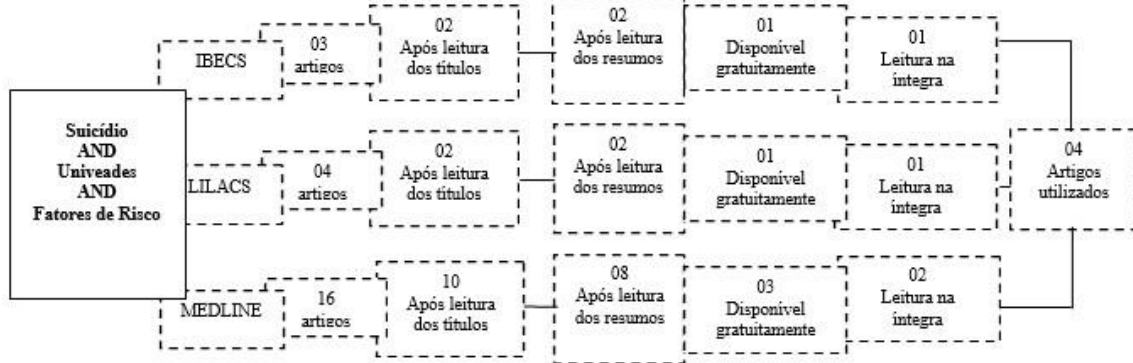 Suicídio
AND
Univeades
AND
Fatores de Risco
IBECS
03
artigos
02
Após leitura
dos títulos
02
Após leitura
dos resumos
01
Disponível
gratuitamente
01
Leitura na
íntegra
LILACS
04
artigos
02
Após leitura
dos títulos
02
Após leitura
dos resumos
01
Disponível
gratuitamente
01
Leitura na
íntegra
MEDLINE
16
artigos
10
Após leitura
dos títulos
08
Após leitura
dos resumos
03
Disponível
gratuitamente
02
Leitura na
íntegra
04
Artigos
utilizados